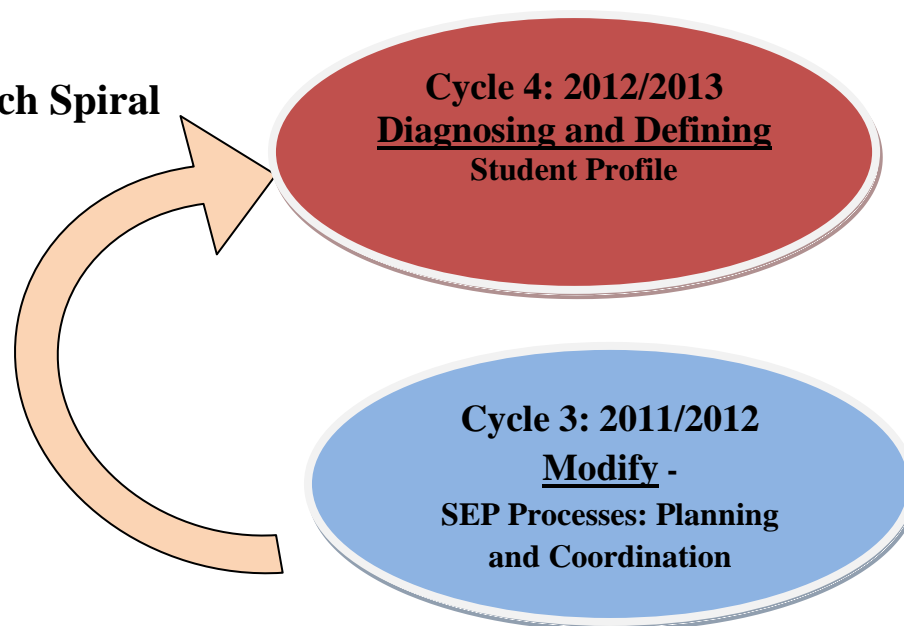 ch Spiral
Cycle 4: 2012/2013
Diagnosing and Defining
Student Profile
Cycle 3: 2011/2012
Modify -
SEP Processes: Planning
and Coordination